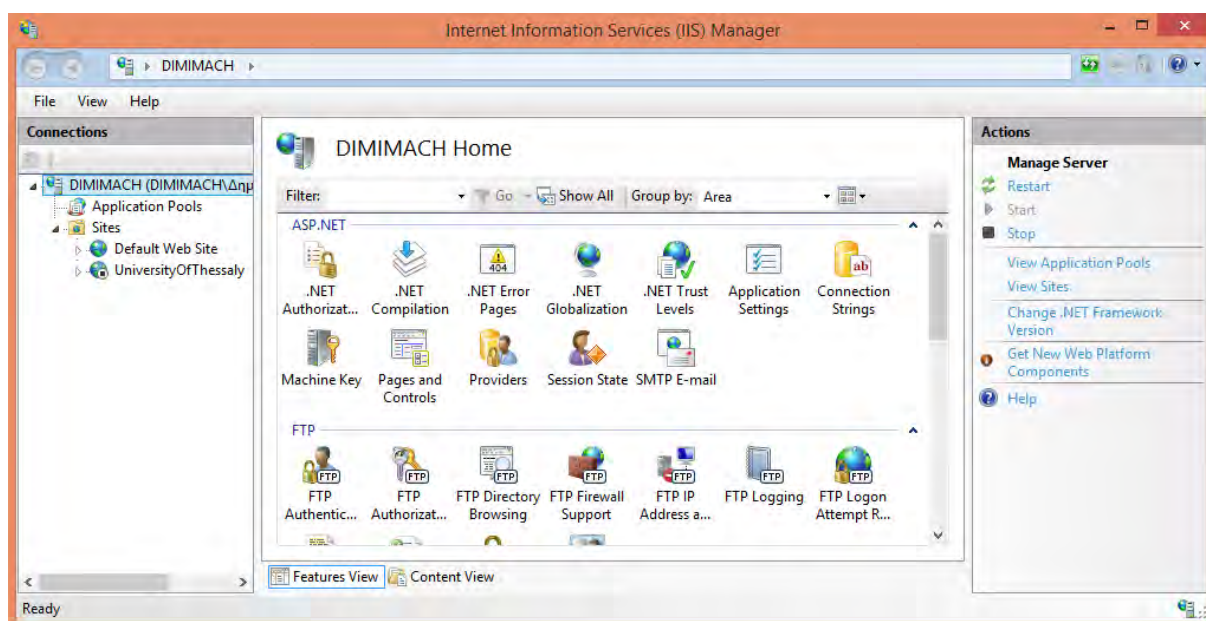 Internet Information Services (IIS) Manager
DIMIMACH
File View Help
Connections
DIMIMACH (DIMIMACH\Δημ
Application Pools
Sites
Default Web Site
UniversityOfThessaly
DIMIMACH Home
Filter: Go Show All Group by: Area
ASP.NET
.NET Authorizat...
.NET Compilation
.NET Error Pages
.NET Globalization
.NET Trust Levels
Application Settings
Connection Strings
Machine Key
Pages and Controls
Providers
Session State
SMTP E-mail
FTP
FTP Authentic...
FTP Authorizat...
FTP Directory Browsing
FTP Firewall Support
FTP IP Address a...
FTP Logging
FTP Logon Attempt R...
Features View
Content View
Actions
Manage Server
Restart
Start
Stop
View Application Pools
View Sites
Change .NET Framework
Version
Get New Web Platform
Components
Help
Ready